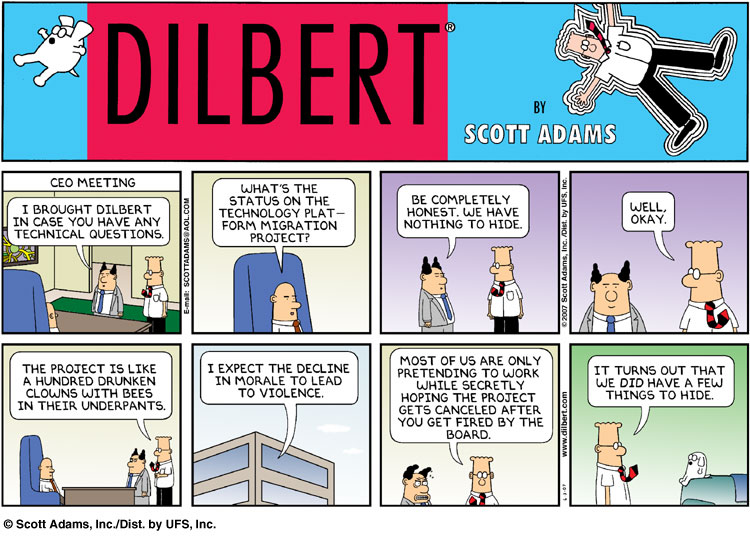 DILBERT®
BY
SCOTT ADAMS
CEO MEETING
I BROUGHT DILBERT
IN CASE YOU HAVE ANY
TECHNICAL QUESTIONS.
E-mail: SCOTTADAMS@AOL.COM
WHAT'S THE
STATUS ON THE
TECHNOLOGY PLAT–
FORM MIGRATION
PROJECT?
BE COMPLETELY
HONEST. WE HAVE
NOTHING TO HIDE.
© 2007 Scott Adams, Inc./Dist. by UFS, Inc.
WELL,
OKAY.
THE PROJECT IS LIKE
A HUNDRED DRUNKEN
CLOWNS WITH BEES
IN THEIR UNDERPANTS.
I EXPECT THE DECLINE
IN MORALE TO LEAD
TO VIOLENCE.
MOST OF US ARE ONLY
PRETENDING TO WORK
WHILE SECRETLY
HOPING THE PROJECT
GETS CANCELED AFTER
YOU GET FIRED BY THE
BOARD.
www.dilbert.com
IT TURNS OUT THAT
WE DID HAVE A FEW
THINGS TO HIDE.
© Scott Adams, Inc./Dist. by UFS, Inc.